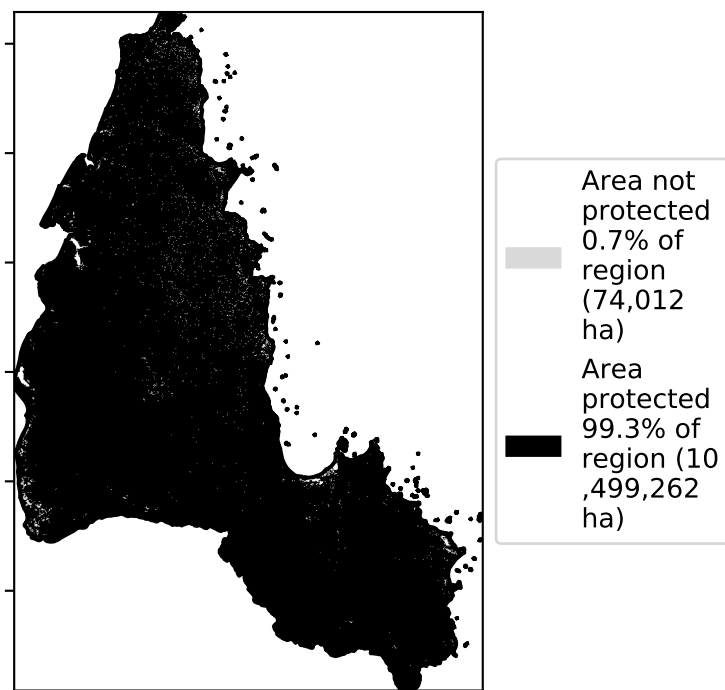 Area not
protected
0.7% of
region
(74,012
ha)
Area
protected
99.3% of
region (10
,499,262
ha)